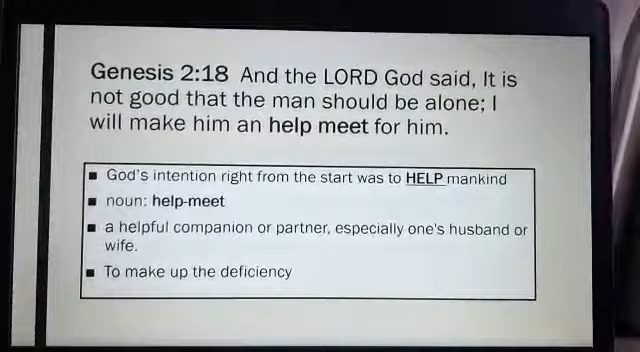 Genesis 2:18 And the LORD God said, It is
not good that the man should be alone; I
will make him an help meet for him.
▪ God's intention right from the start was to HELP mankind
▪ noun: help-meet
▪ a helpful companion or partner, especially one's husband or
wife.
▪ To make up the deficiency